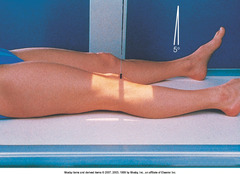 5°
Mosby items and derived items © 2007, 2003, 1999 by Mosby, Inc., an affiliate of Elsevier Inc.